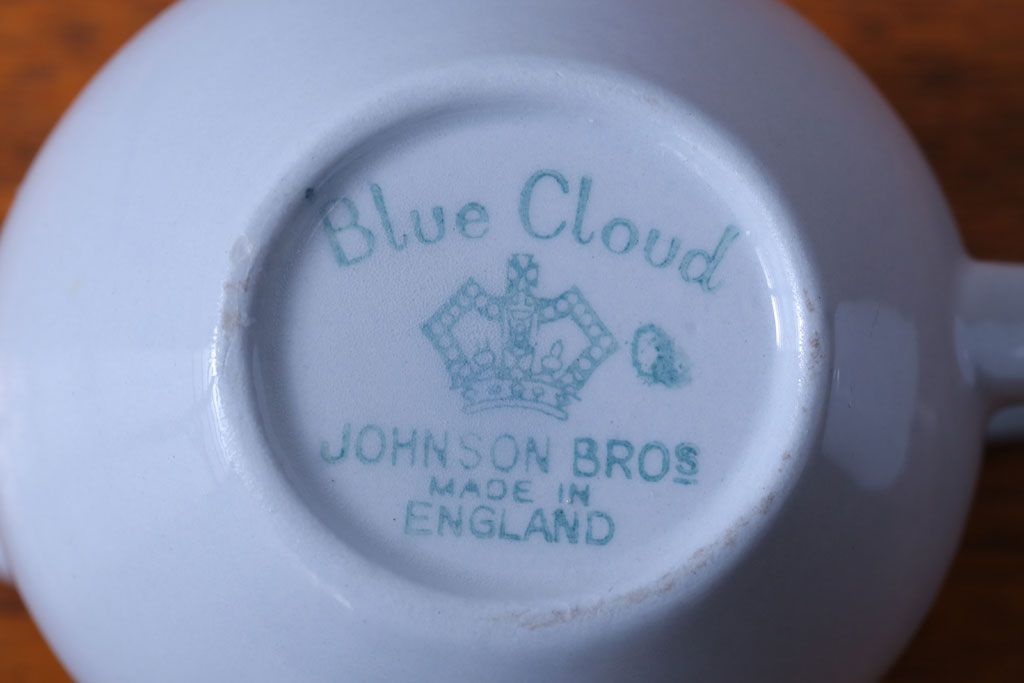 Blue Cloud
JOHNSON BROS
MADE IN
ENGLAND